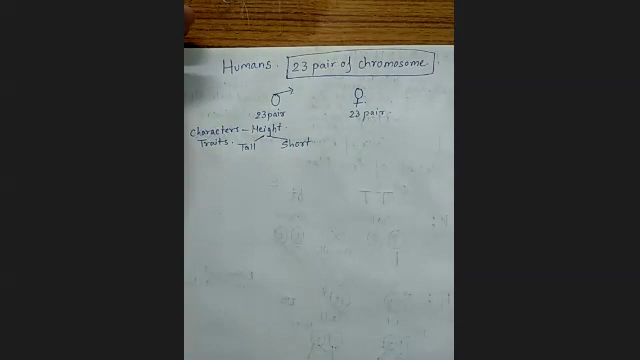 Humans. 23 pair of chromosome
♂ ♀
23 pair 23 pair.
Characters - Height.
Traits. Tall Short